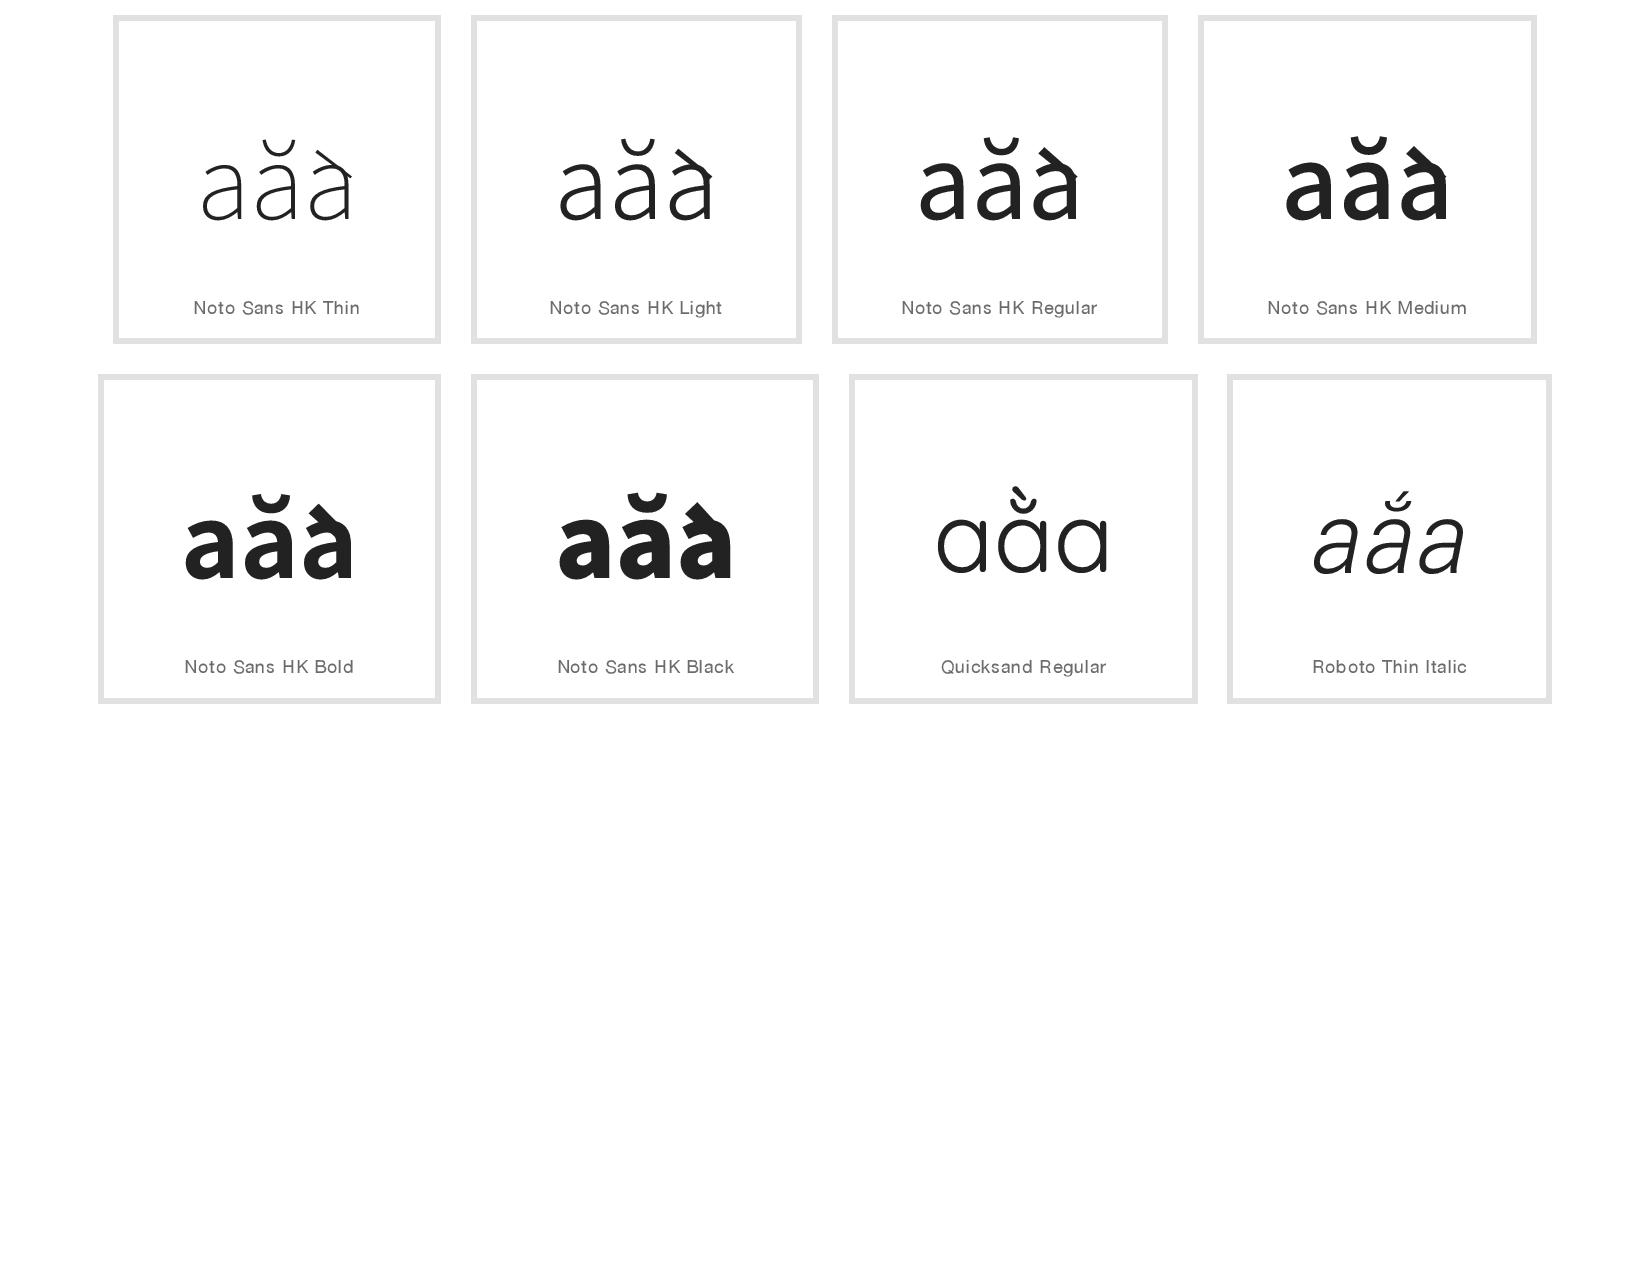 aăà
Noto Sans HK Thin
aăà
Noto Sans HK Light
aăà
Noto Sans HK Regular
aăà
Noto Sans HK Medium
aăà
Noto Sans HK Bold
aăà
Noto Sans HK Black
aằa
Quicksand Regular
aắa
Roboto Thin Italic